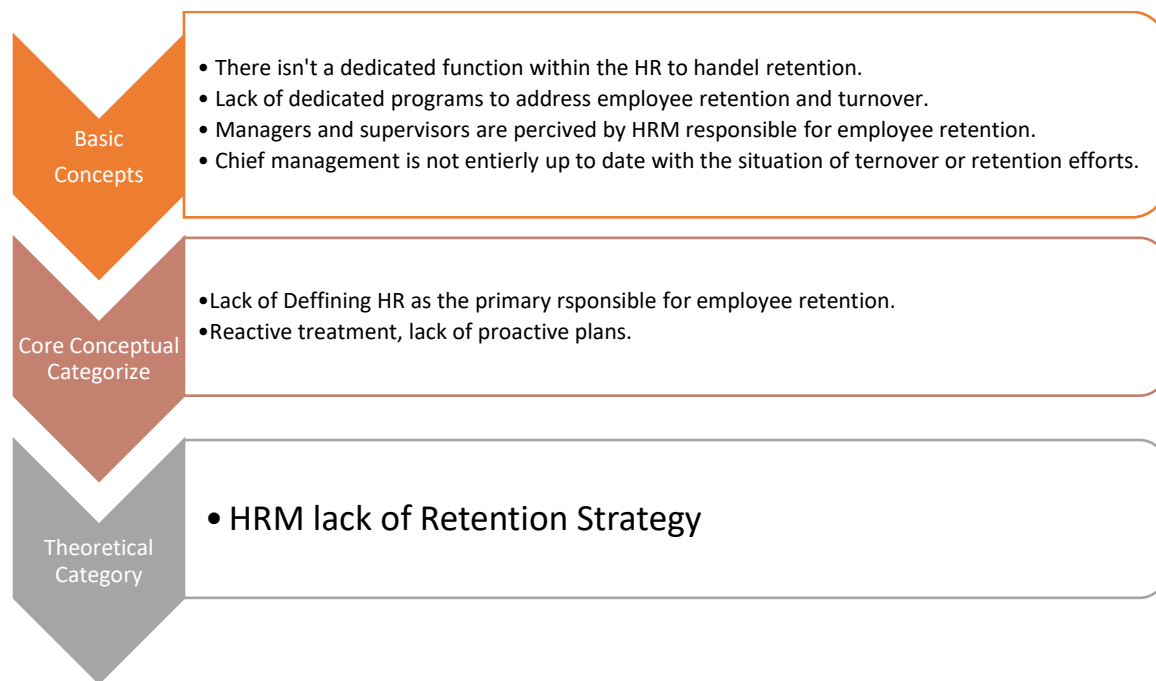 Basic
Concepts
• There isn't a dedicated function within the HR to handel retention.
• Lack of dedicated programs to address employee retention and turnover.
• Managers and supervisors are percived by HRM responsible for employee retention.
• Chief management is not entierly up to date with the situation of ternover or retention efforts.
Core Conceptual
Categorize
•Lack of Deffining HR as the primary rsponsible for employee retention.
•Reactive treatment, lack of proactive plans.
Theoretical
Category
• HRM lack of Retention Strategy